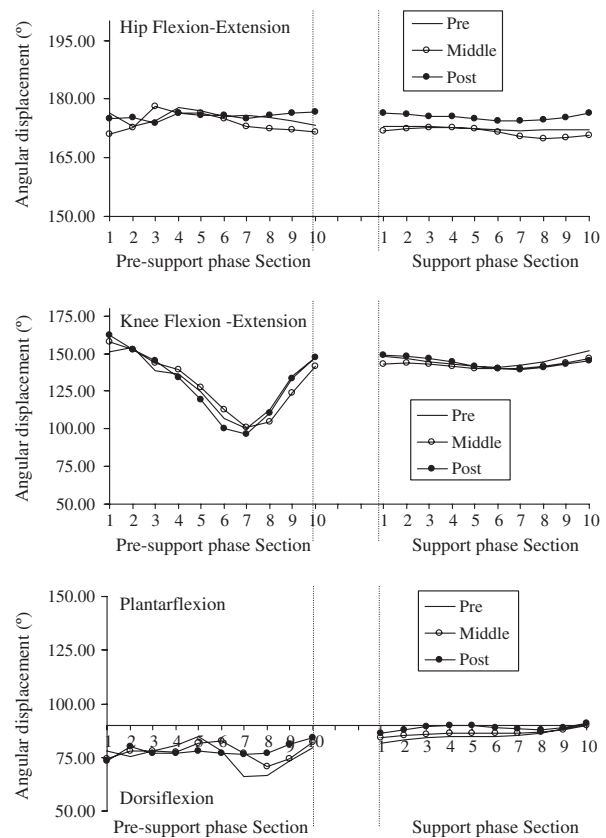 Hip Flexion-Extension
Angular displacement (º)
195.00
180.00
165.00
150.00
Pre
Middle
Post
1 2 3 4 5 6 7 8 9 10
1 2 3 4 5 6 7 8 9 10
Pre-support phase Section
Support phase Section
Knee Flexion -Extension
Angular displacement (º)
175.00
150.00
125.00
100.00
75.00
50.00
Pre
Middle
Post
1 2 3 4 5 6 7 8 9 10
1 2 3 4 5 6 7 8 9 10
Pre-support phase Section
Support phase Section
Plantarflexion
Angular displacement (º)
150.00
125.00
100.00
75.00
50.00
Pre
Middle
Post
1 2 3 4 5 6 7 8 9 10
1 2 3 4 5 6 7 8 9 10
Dorsiflexion
Pre-support phase Section
Support phase Section